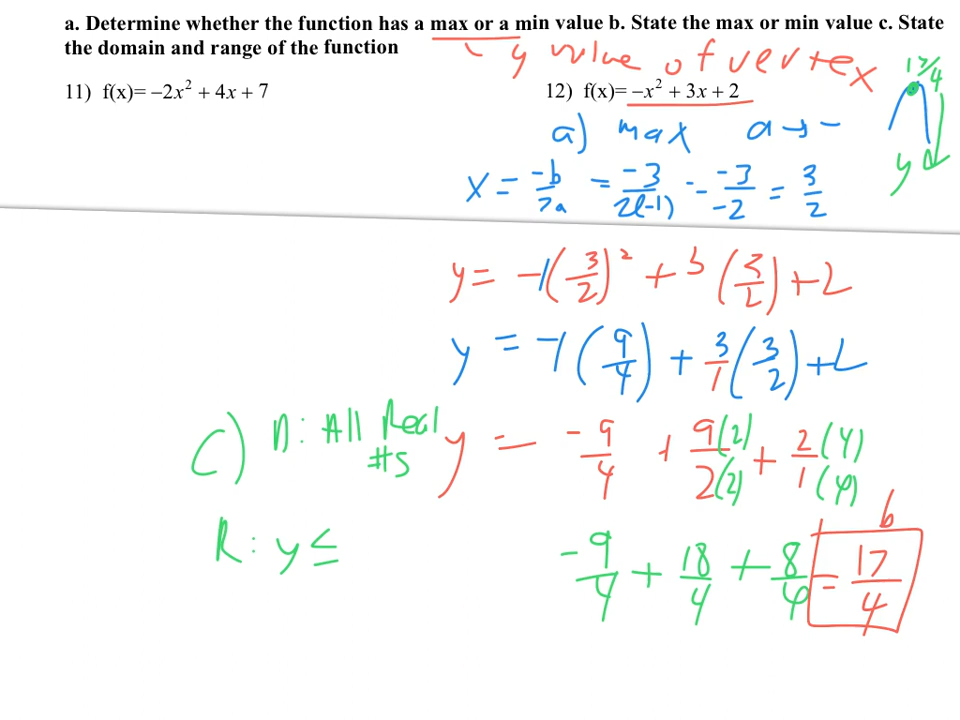 a. Determine whether the function has a max or a min value b. State the max or min value c. State
the domain and range of the function
y value of vertex
17/4
11) f(x)= −2x² + 4x + 7
12) f(x)= −x² + 3x + 2
a) max a → −
y ↓
x = -b/2a = -3/2(-1) = -3/-2 = 3/2
y = -1(3/2)² + 3(3/2) + 2
y = -1(9/4) + 3/1(3/2) + 2
C) D: All Real
#s
y = -9/4 + 9(2)/2(2) + 2(4)/1(4)
R: y ≤
b
-9/4 + 18/4 + 8/4 = 17/4